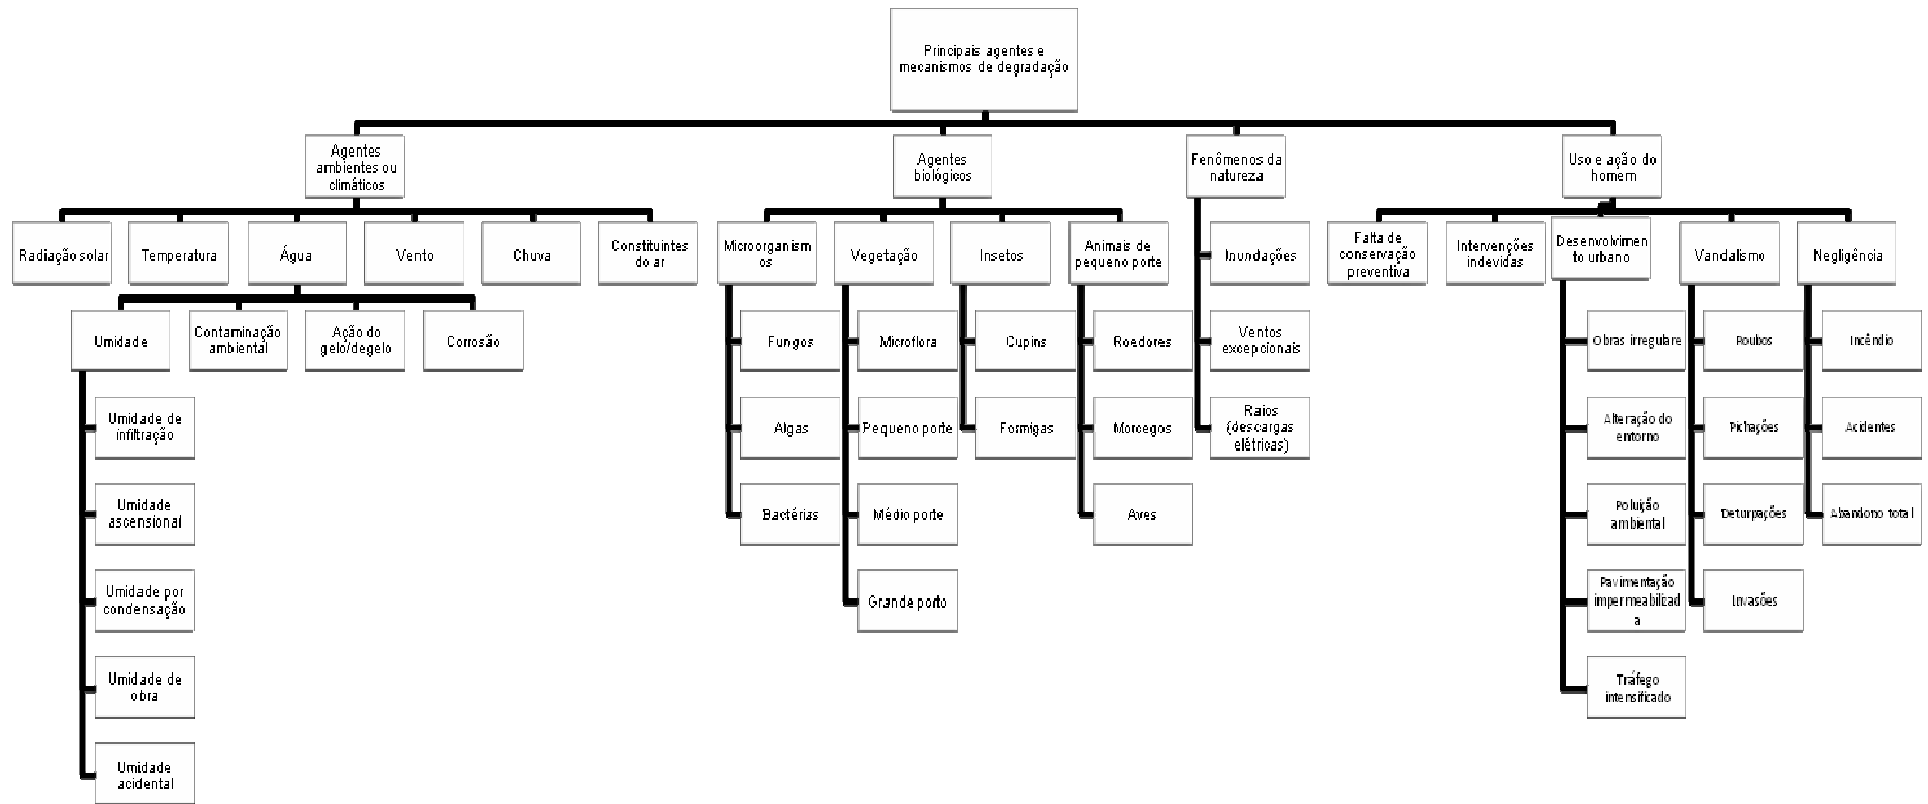 Principais agentes e
mecanismos de degradação
Agentes
ambientes ou
climáticos
Agentes
biológicos
Fenômenos da
natureza
Uso e ação do
homem
Radiação solar
Temperatura
Água
Vento
Chuva
Constituintes
do ar
Microorganism
os
Vegetação
Insetos
Animais de
pequeno porte
Inundações
Falta de
conservação
preventiva
Intervenções
indevidas
Desenvolvimen
to urbano
Vandalismo
Negligência
Umidade
Contaminação
ambiental
Ação do
gelo/degelo
Corrosão
Fungos
Microflora
Cupins
Roedores
Ventos
excepcionais
Obras irregulare
Roubos
Incêndio
Umidade de
infiltração
Algas
Pequeno porte
Formigas
Morcegos
Raios
(descargas
elétricas)
Alteração do
entorno
Pichações
Acidentes
Umidade
ascensional
Bactérias
Médio porte
Aves
Poluição
ambiental
Deturpações
Abandono total
Umidade por
condensação
Grande porto
Pavimentação
impermeabilizad
a
Invasões
Umidade de
obra
Tráfego
intensificado
Umidade
acidental